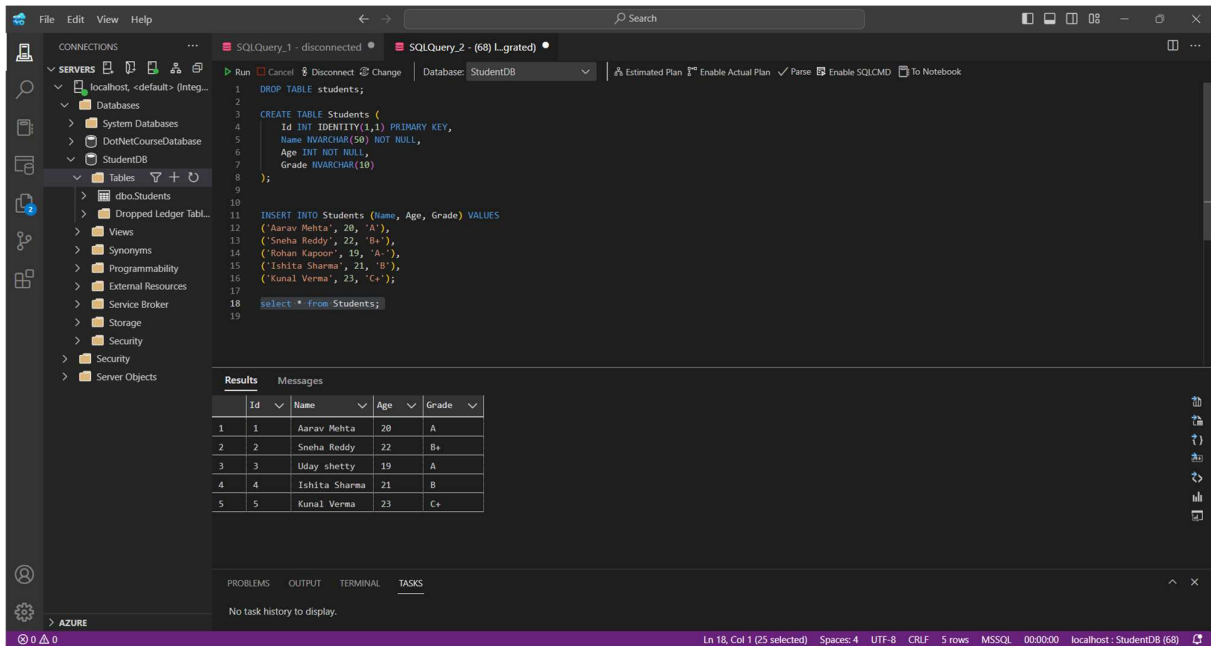 File Edit View Help
Search
CONNECTIONS
SQLQuery_1 - disconnected
SQLQuery_2 - (68) l...grated)
SERVERS
Run Cancel Disconnect Change Database: StudentDB Estimated Plan Enable Actual Plan Parse Enable SQLCMD To Notebook
localhost, <default> (Integ...
Databases
System Databases
DotNetCourseDatabase
StudentDB
Tables
dbo.Students
Dropped Ledger Tabl...
Views
Synonyms
Programmability
External Resources
Service Broker
Storage
Security
Security
Server Objects
2
AZURE
1 DROP TABLE students;
2
3 CREATE TABLE Students (
4 Id INT IDENTITY(1,1) PRIMARY KEY,
5 Name NVARCHAR(50) NOT NULL,
6 Age INT NOT NULL,
7 Grade NVARCHAR(10)
8 );
9
10
11 INSERT INTO Students (Name, Age, Grade) VALUES
12 ('Aarav Mehta', 20, 'A'),
13 ('Sneha Reddy', 22, 'B+'),
14 ('Rohan Kapoor', 19, 'A-'),
15 ('Ishita Sharma', 21, 'B'),
16 ('Kunal Verma', 23, 'C+');
17
18 select * from Students;
19
Results Messages
Id Name Age Grade
1 1 Aarav Mehta 20 A
2 2 Sneha Reddy 22 B+
3 3 Uday shetty 19 A
4 4 Ishita Sharma 21 B
5 5 Kunal Verma 23 C+
PROBLEMS OUTPUT TERMINAL TASKS
No task history to display.
0 0 Ln 18, Col 1 (25 selected) Spaces: 4 UTF-8 CRLF 5 rows MSSQL 00:00:00 localhost : StudentDB (68)